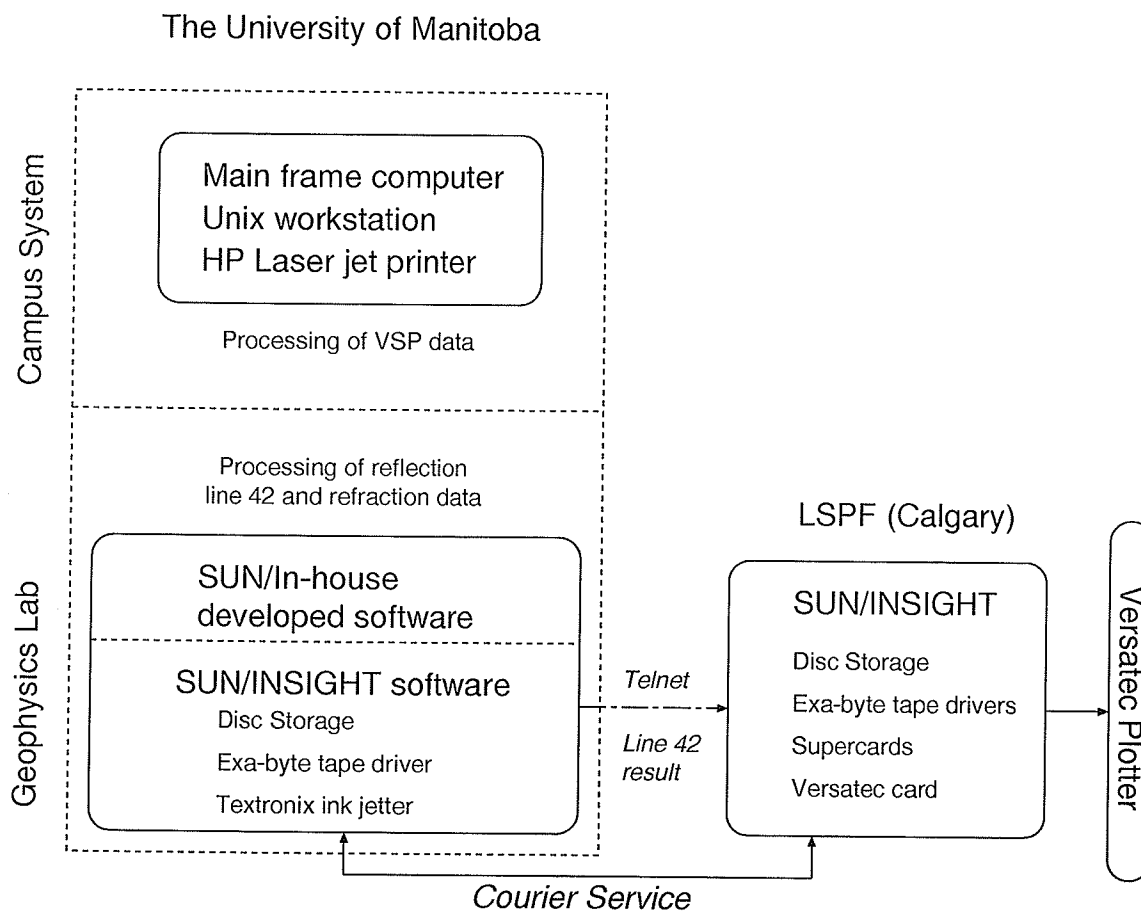 The University of Manitoba
Campus System
Main frame computer
Unix workstation
HP Laser jet printer
Processing of VSP data
Geophysics Lab
Processing of reflection
line 42 and refraction data
SUN/In-house
developed software
SUN/INSIGHT software
Disc Storage
Exa-byte tape driver
Textronix ink jetter
Telnet
Line 42
result
LSPF (Calgary)
SUN/INSIGHT
Disc Storage
Exa-byte tape drivers
Supercards
Versatec card
Versatec Plotter
Courier Service